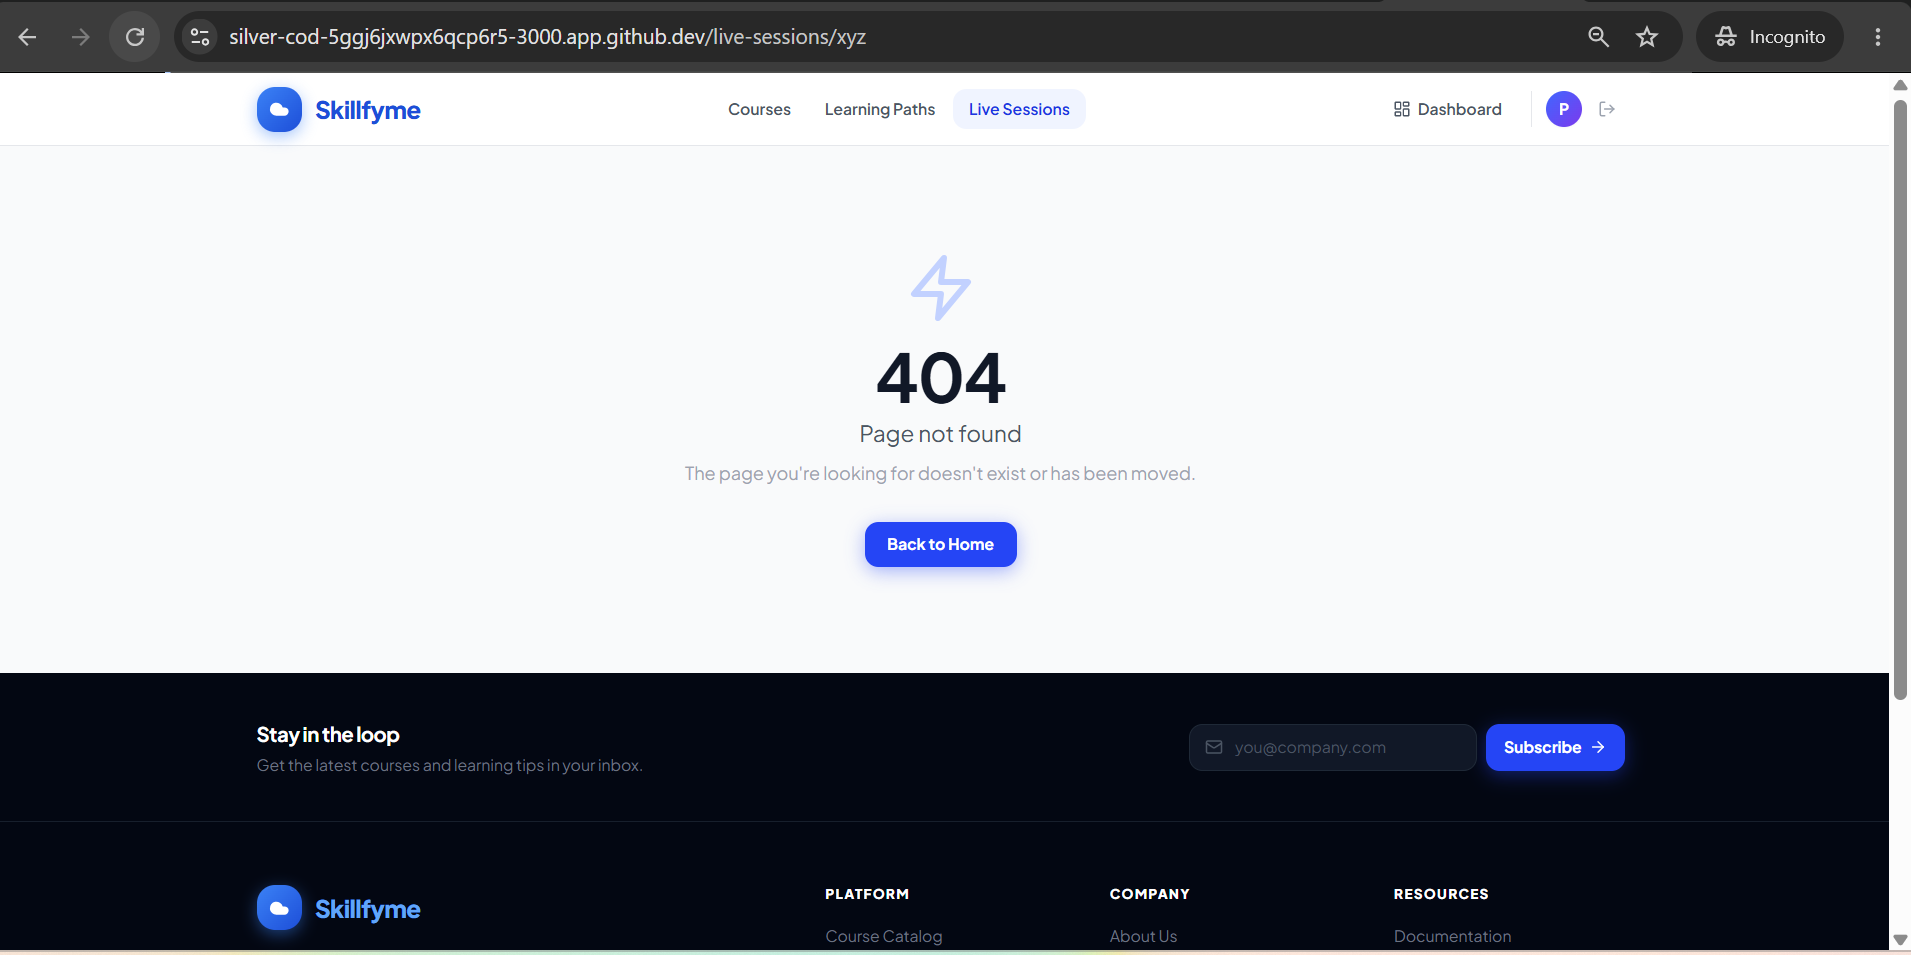 silver-cod-5ggj6jxwpx6qcp6r5-3000.app.github.dev/live-sessions/xyz
Incognito
Skillfyme
Courses
Learning Paths
Live Sessions
Dashboard
P
404
Page not found
The page you're looking for doesn't exist or has been moved.
Back to Home
Stay in the loop
Get the latest courses and learning tips in your inbox.
you@company.com
Subscribe
Skillfyme
PLATFORM
COMPANY
RESOURCES
Course Catalog
About Us
Documentation